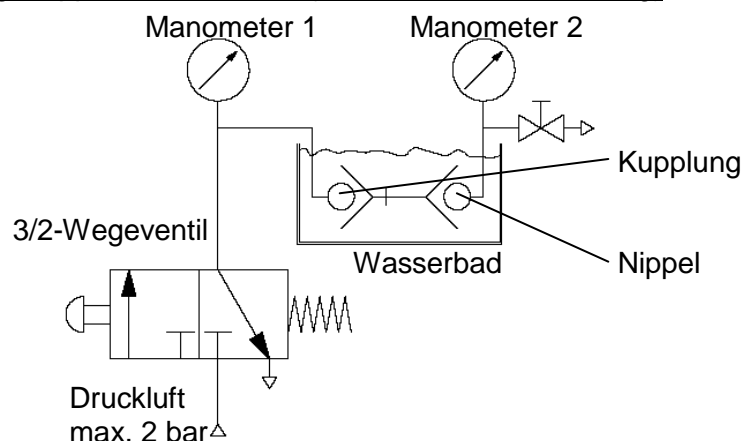 Manometer 1
Manometer 2
Kupplung
3/2-Wegeventil
Wasserbad
Nippel
Druckluft
max. 2 bar